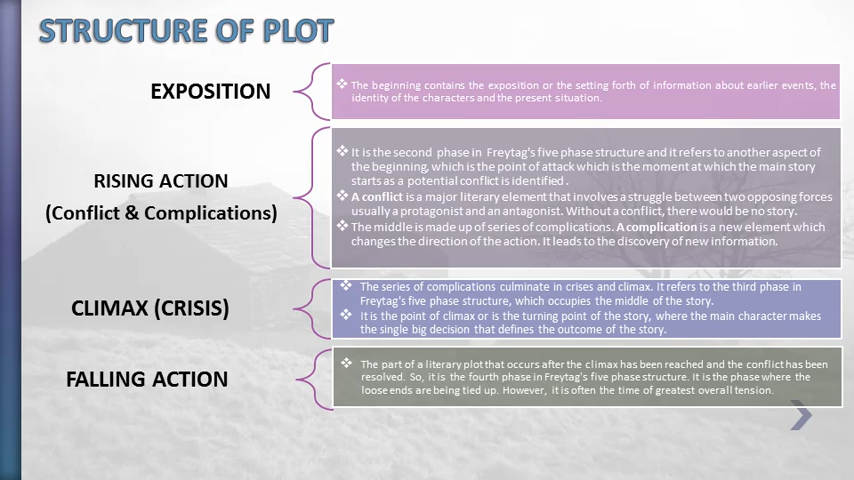 STRUCTURE OF PLOT
EXPOSITION
❖ The beginning contains the exposition or the setting forth of information about earlier events, the
identity of the characters and the present situation.
RISING ACTION
(Conflict & Complications)
❖ It is the second phase in Freytag's five phase structure and it refers to another aspect of
the beginning, which is the point of attack which is the moment at which the main story
starts as a potential conflict is identified .
❖ A conflict is a major literary element that involves a struggle between two opposing forces
usually a protagonist and an antagonist. Without a conflict, there would be no story.
❖ The middle is made up of series of complications. A complication is a new element which
changes the direction of the action. It leads to the discovery of new information.
CLIMAX (CRISIS)
❖ The series of complications culminate in crises and climax. It refers to the third phase in
Freytag's five phase structure, which occupies the middle of the story.
❖ It is the point of climax or is the turning point of the story, where the main character makes
the single big decision that defines the outcome of the story.
FALLING ACTION
❖ The part of a literary plot that occurs after the climax has been reached and the conflict has been
resolved. So, it is the fourth phase in Freytag's five phase structure. It is the phase where the
loose ends are being tied up. However, it is often the time of greatest overall tension.